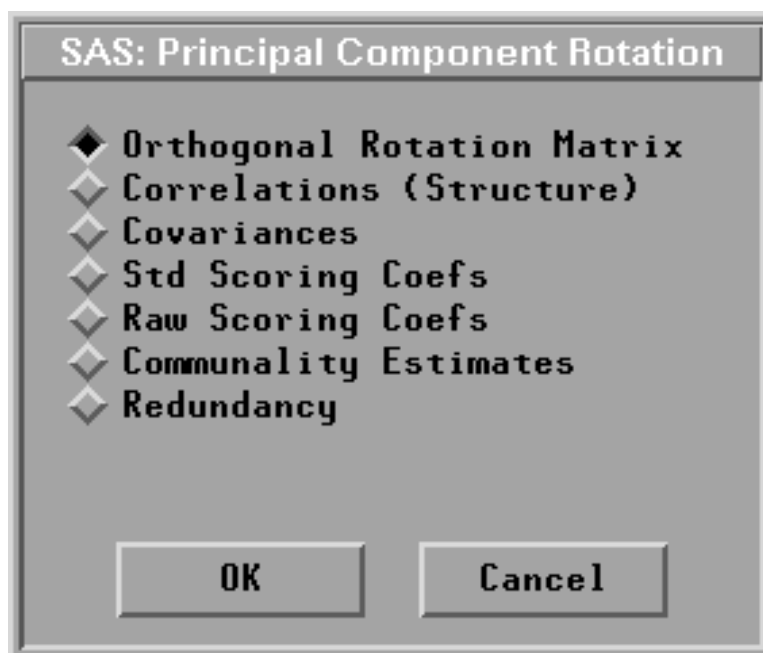 SAS: Principal Component Rotation
Orthogonal Rotation Matrix
Correlations (Structure)
Covariances
Std Scoring Coefs
Raw Scoring Coefs
Communality Estimates
Redundancy
OK Cancel